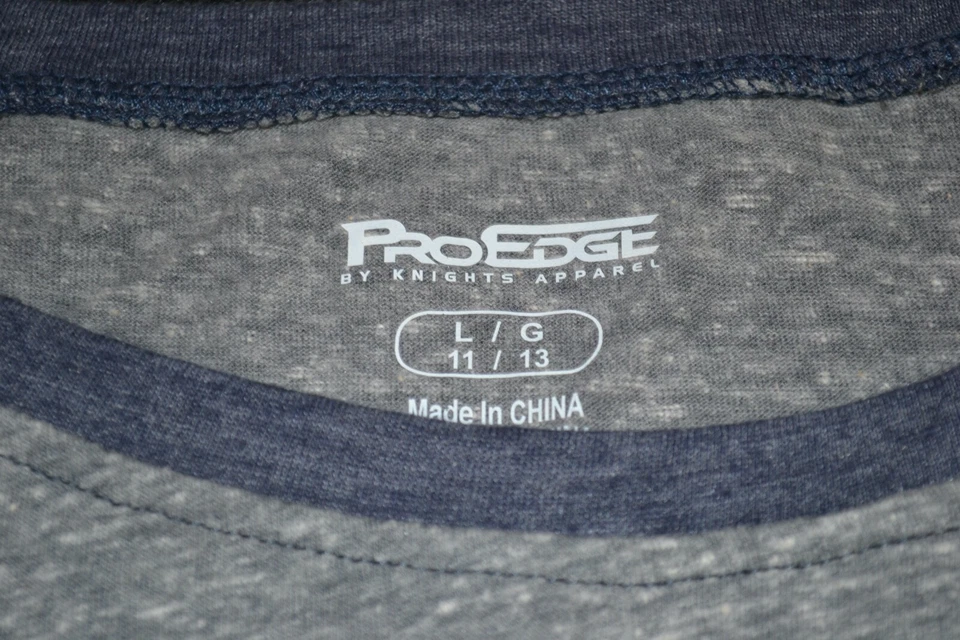 PROEDGE
BY KNIGHTS APPAREL
L / G
11 / 13
Made In CHINA